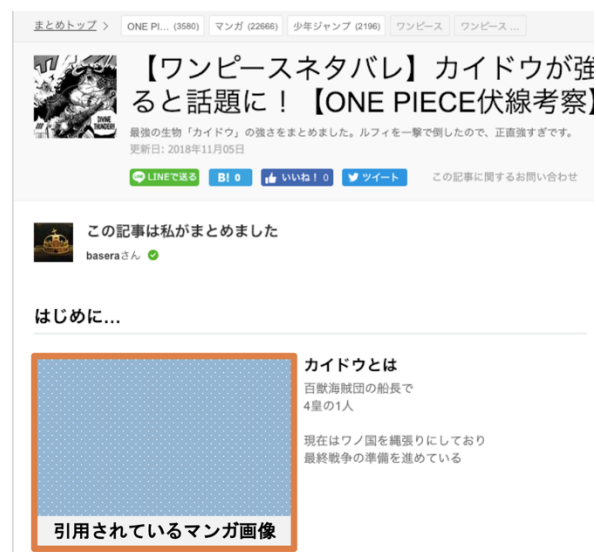 まとめトップ > ONE PI... (3580) マンガ (22666) 少年ジャンプ (2196) ワンピース ワンピース ...
【ワンピースネタバレ】カイドウが強
ると話題に！【ONE PIECE伏線考察】
DIVINE
THUNDER!!
最強の生物「カイドウ」の強さをまとめました。ルフィを一撃で倒したので、正直強すぎです。
更新日: 2018年11月05日
LINEで送る B! 0 いいね！ 0 ツイート この記事に関するお問い合わせ
この記事は私がまとめました
baseraさん
はじめに...
カイドウとは
百獣海賊団の船長で
4皇の1人
現在はワノ国を縄張りにしており
最終戦争の準備を進めている
引用されているマンガ画像